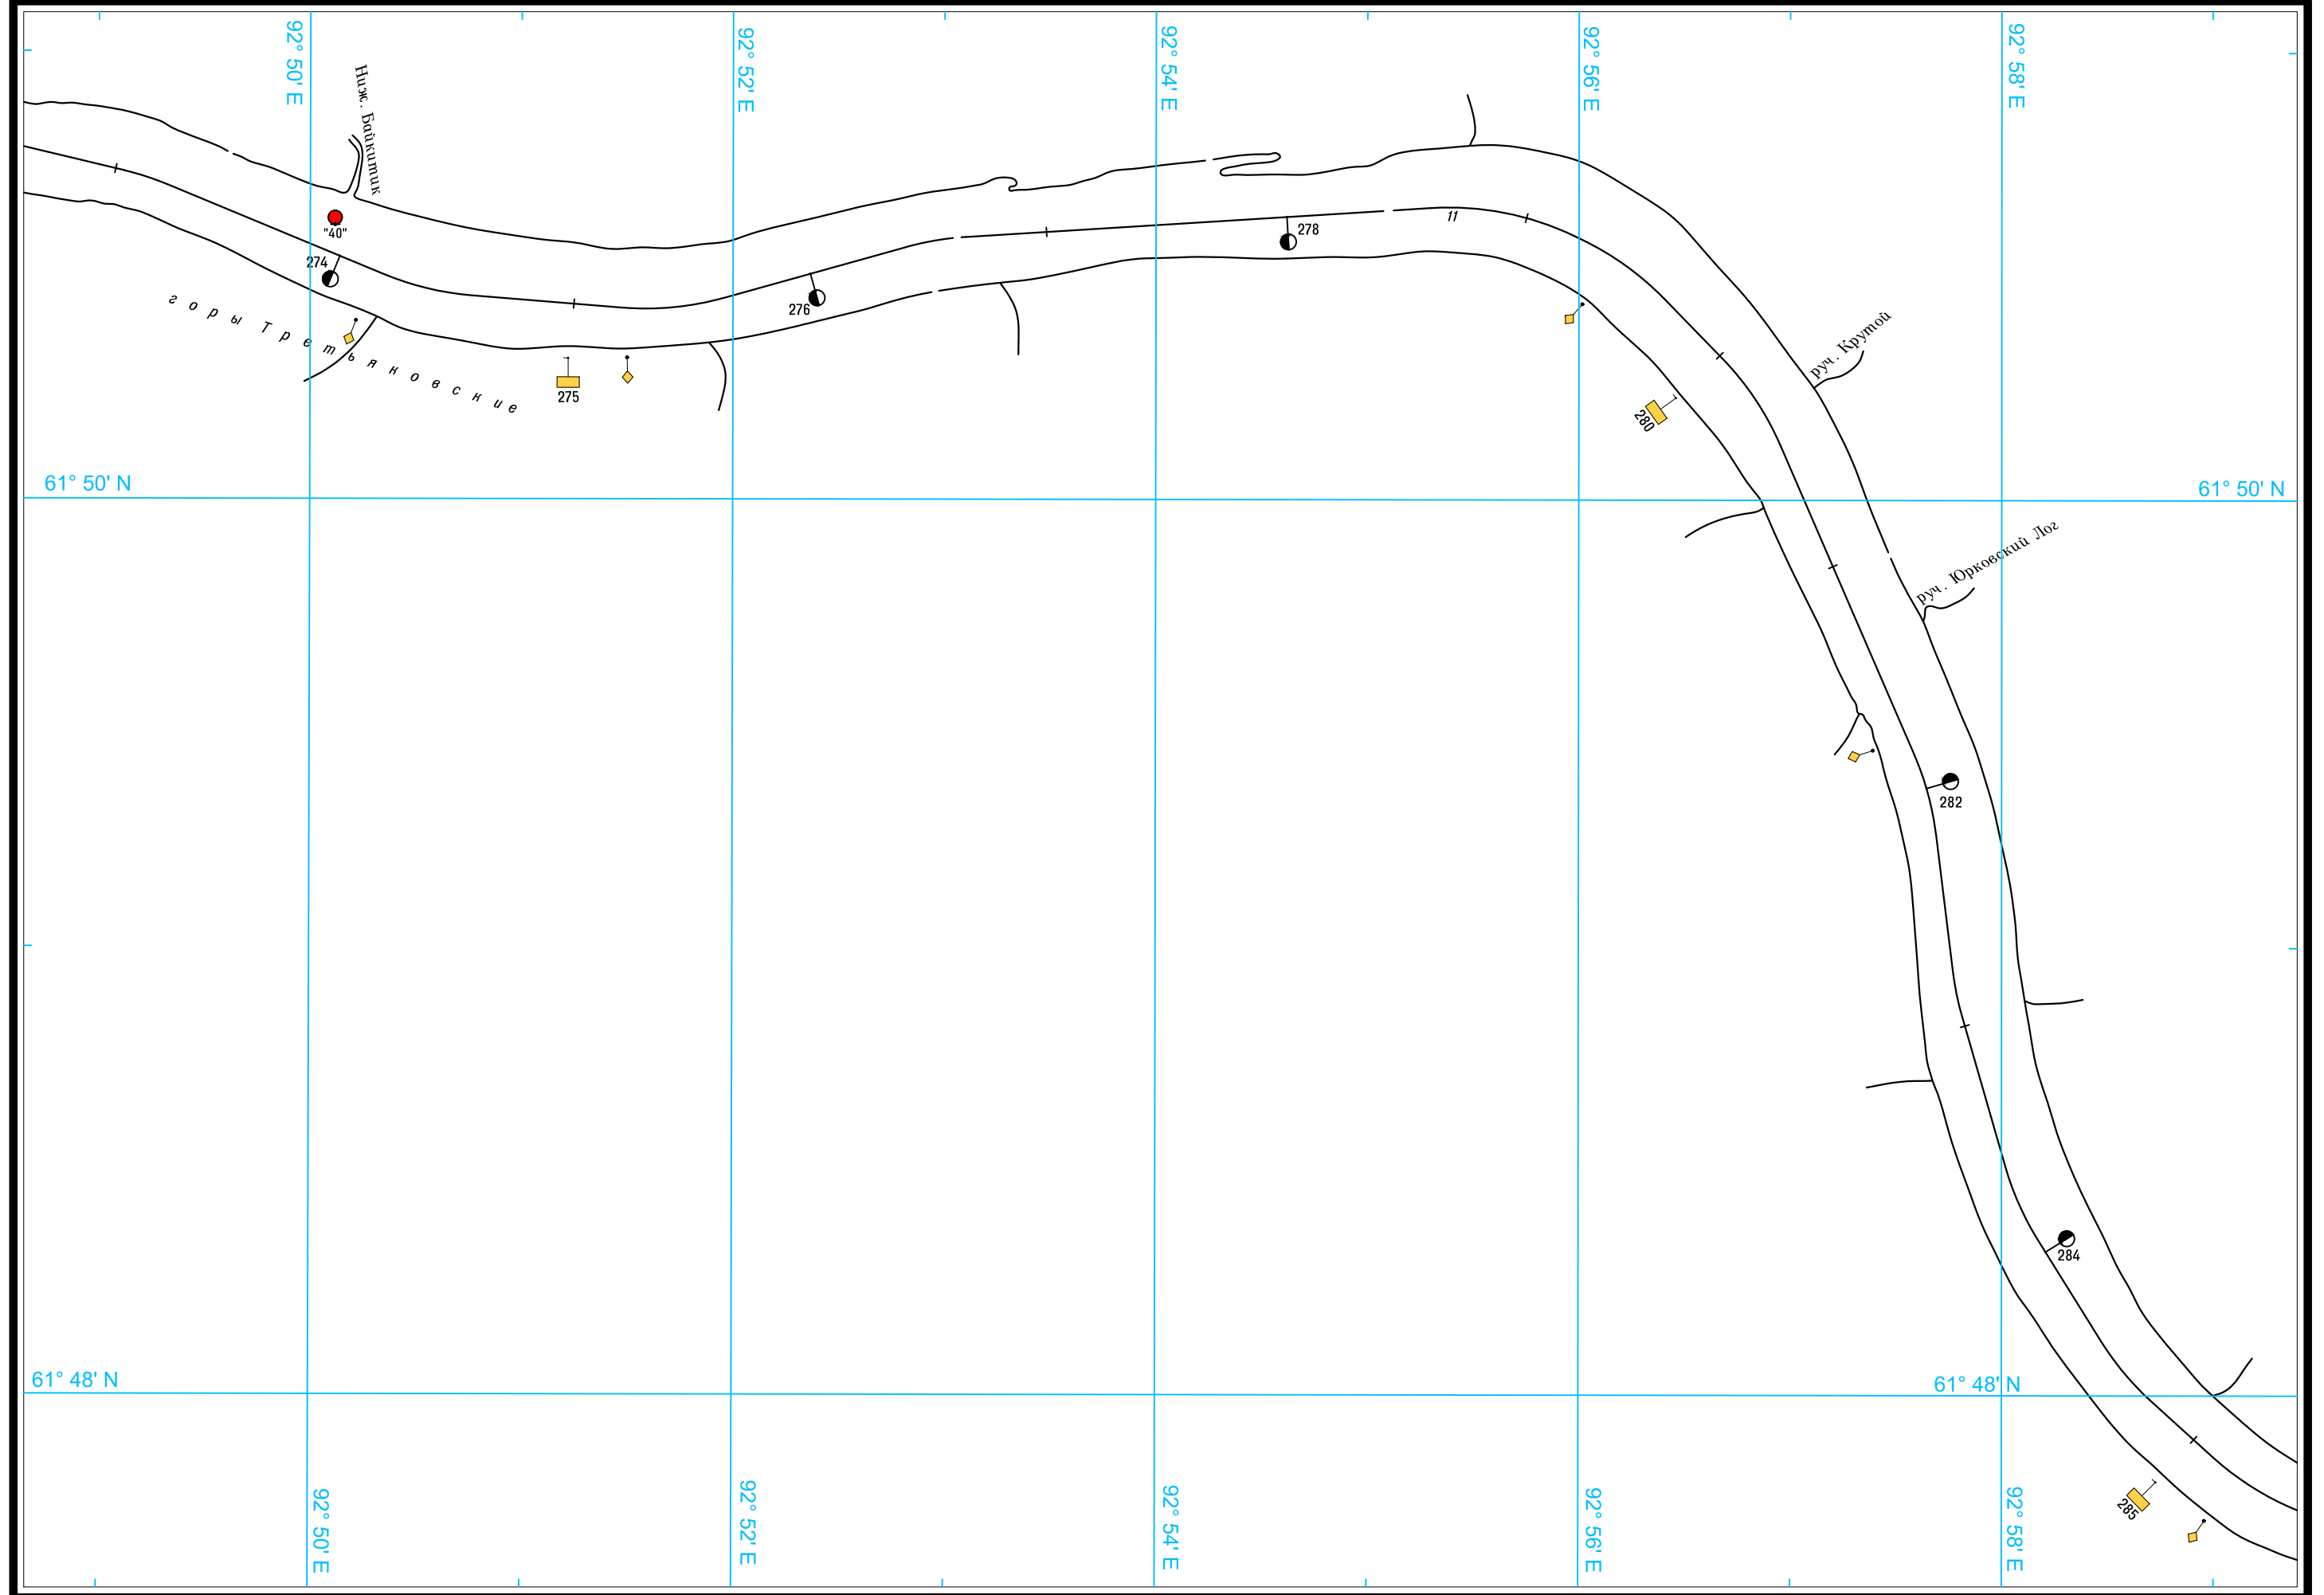 92° 50' E
92° 52' E
92° 54' E
92° 56' E
92° 58' E
Ниж. Байкитик
"40"
11
278
274
276
горы Третьяковские
275
280
руч. Крутой
61° 50' N
61° 50' N
руч. Юрковский Лог
282
284
61° 48' N
61° 48' N
285
92° 50' E
92° 52' E
92° 54' E
92° 56' E
92° 58' E